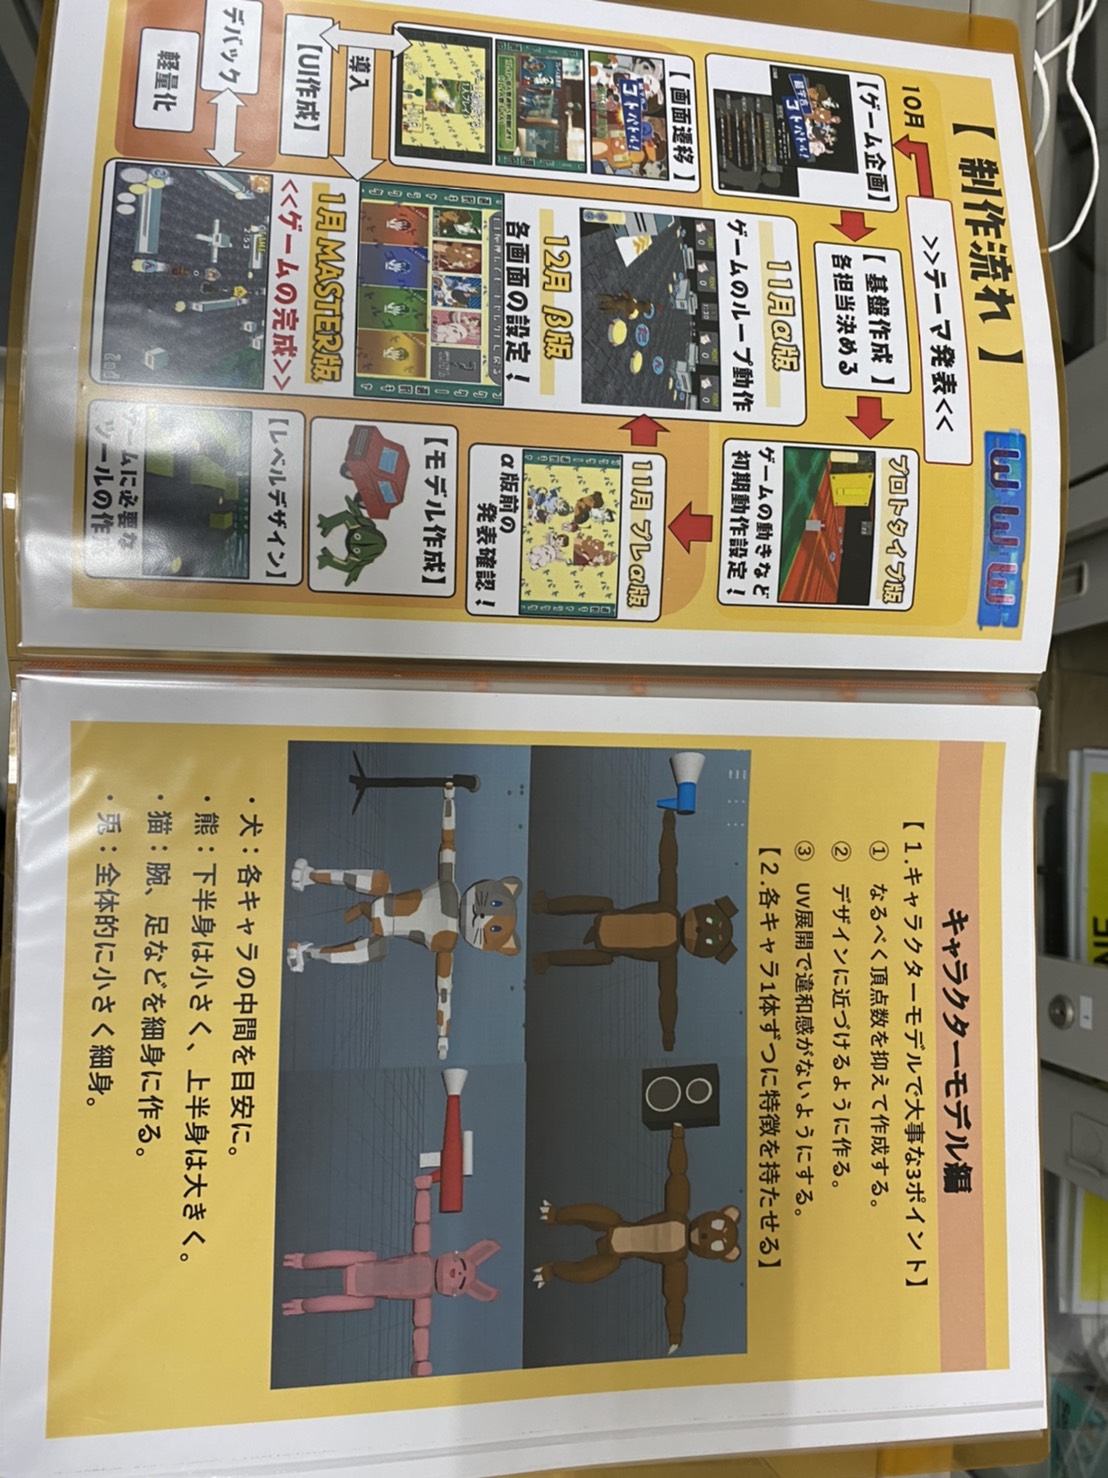 【 制作流れ 】
WWW
>>テーマ発表<<
10月
【ゲーム企画】
【 基盤作成 】
各担当決める
プロトタイプ版
ゲームの動きなど
初期動作設定！
11月 プレα版
α版前の
発表確認！
11月α版
ゲームのループ動作
12月 β版
各画面の設定！
1月 MASTER版
<<ゲームの完成>>
【 画面遷移 】
導入
【UI作成】
デバック
軽量化
【モデル作成】
【レベルデザイン】
ゲームに必要な
ツールの作
キャラクターモデル編
【 1.キャラクターモデルで大事な3ポイント】
① なるべく頂点数を抑えて作成する。
② デザインに近づけるように作る。
③ UV展開で違和感がないようにする。
【2.各キャラ1体ずつに特徴を持たせる】
・犬：各キャラの中間を目安に。
・熊：下半身は小さく、上半身は大きく。
・猫：腕、足などを細身に作る。
・兎：全体的に小さく細身。